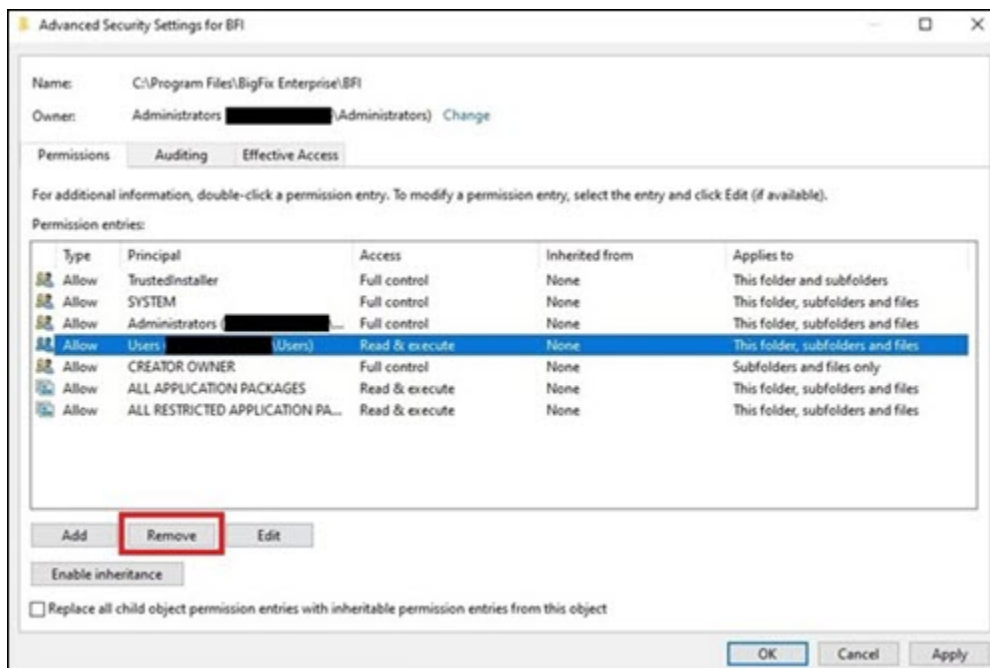 Advanced Security Settings for BFI
Name: C:\Program Files\BigFix Enterprise\BFI
Owner: Administrators \Administrators) Change
Permissions Auditing Effective Access
For additional information, double-click a permission entry. To modify a permission entry, select the entry and click Edit (if available).
Permission entries:
Type Principal Access Inherited from Applies to
Allow TrustedInstaller Full control None This folder and subfolders
Allow SYSTEM Full control None This folder, subfolders and files
Allow Administrators ( \... Full control None This folder, subfolders and files
Allow Users ( \Users) Read & execute None This folder, subfolders and files
Allow CREATOR OWNER Full control None Subfolders and files only
Allow ALL APPLICATION PACKAGES Read & execute None This folder, subfolders and files
Allow ALL RESTRICTED APPLICATION PA... Read & execute None This folder, subfolders and files
Add Remove Edit
Enable inheritance
Replace all child object permission entries with inheritable permission entries from this object
OK Cancel Apply